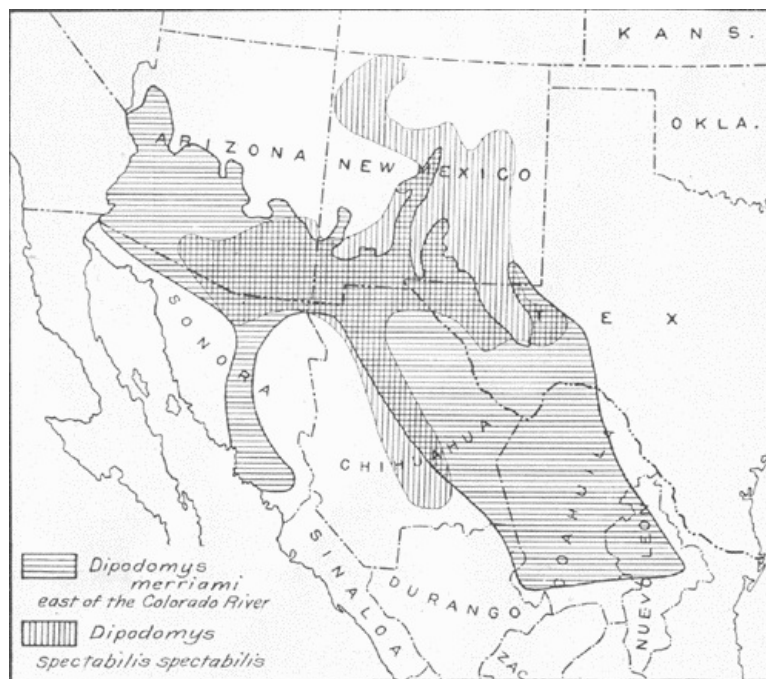 KANS.
OKLA.
ARIZONA
NEW MEXICO
TEX
SONORA
CHIHUAHUA
COAHUILA
NUEVO LEON
SINALOA
DURANGO
ZAC
Dipodomys
merriami
east of the Colorado River
Dipodomys
spectabilis spectabilis